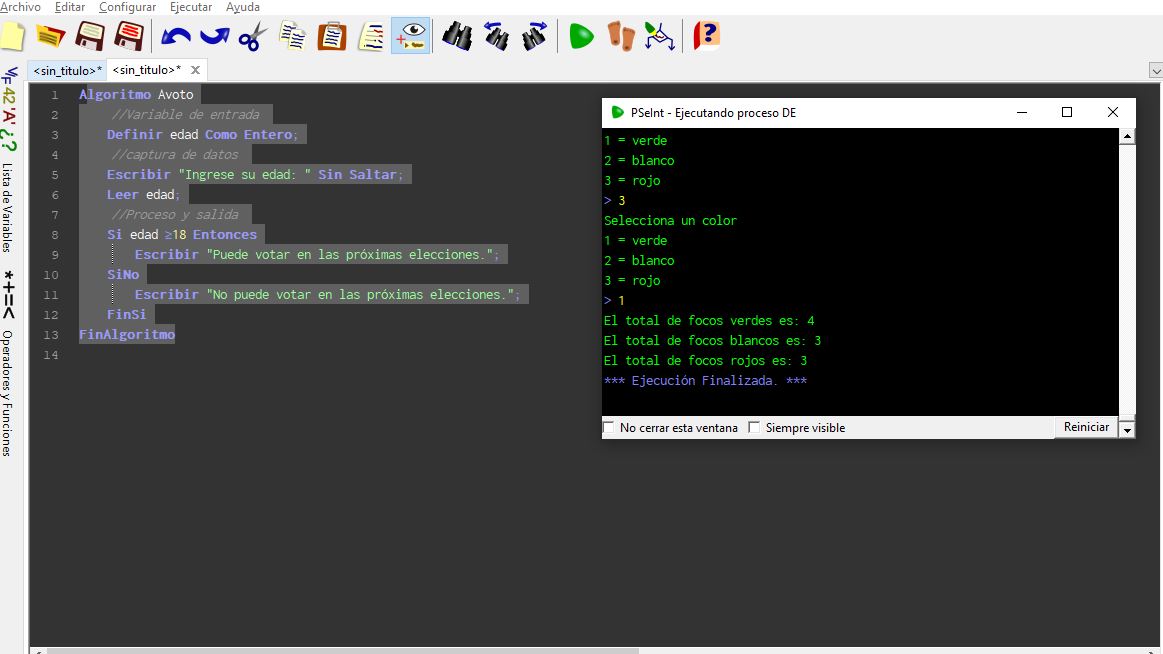 Archivo Editar Configurar Ejecutar Ayuda
<sin_titulo>* <sin_titulo>* X
1 Algoritmo Avoto
2 //Variable de entrada
3 Definir edad Como Entero;
4 //captura de datos
5 Escribir "Ingrese su edad: " Sin Saltar;
6 Leer edad;
7 //Proceso y salida
8 Si edad ≥18 Entonces
9 Escribir "Puede votar en las próximas elecciones.";
10 SiNo
11 Escribir "No puede votar en las próximas elecciones.";
12 FinSi
13 FinAlgoritmo
14
VF 42 'A' ¿?
Lista de Variables
*+=<
Operadores y Funciones
PSeInt - Ejecutando proceso DE
1 = verde
2 = blanco
3 = rojo
> 3
Selecciona un color
1 = verde
2 = blanco
3 = rojo
> 1
El total de focos verdes es: 4
El total de focos blancos es: 3
El total de focos rojos es: 3
*** Ejecución Finalizada. ***
No cerrar esta ventana Siempre visible Reiniciar